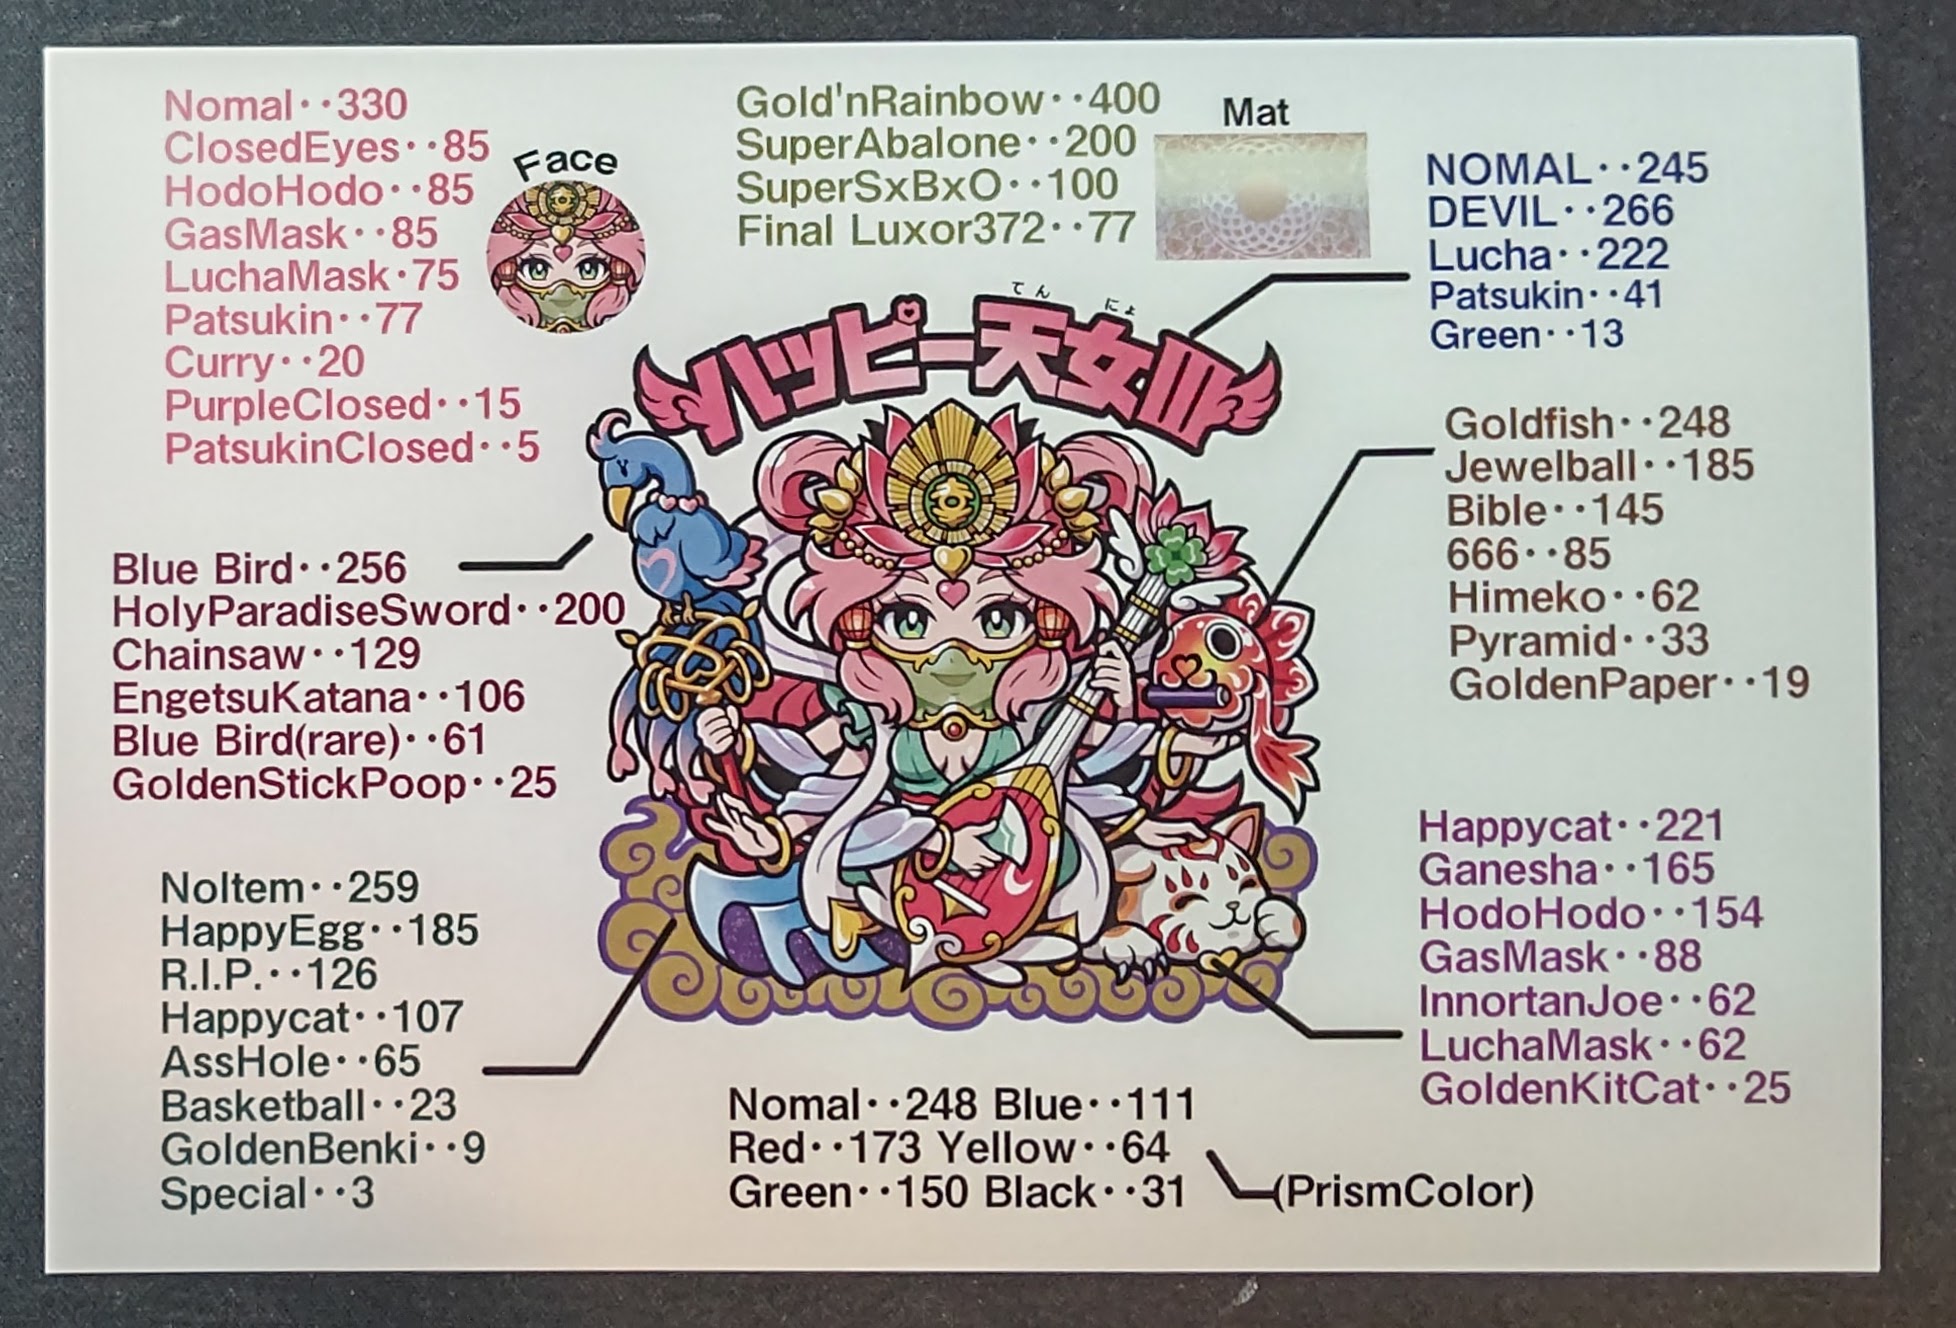 Nomal··330
ClosedEyes··85
HodoHodo··85
GasMask··85
LuchaMask·75
Patsukin··77
Curry··20
PurpleClosed··15
PatsukinClosed··5
Face
Gold'nRainbow··400
SuperAbalone··200
SuperSxBxO··100
Final Luxor372··77
Mat
NOMAL··245
DEVIL··266
Lucha··222
Patsukin··41
Green··13
てん にょ
ハッピー天女III
Blue Bird··256
HolyParadiseSword··200
Chainsaw··129
EngetsuKatana··106
Blue Bird(rare)··61
GoldenStickPoop··25
Goldfish··248
Jewelball··185
Bible··145
666··85
Himeko··62
Pyramid··33
GoldenPaper··19
NoItem··259
HappyEgg··185
R.I.P.··126
Happycat··107
AssHole··65
Basketball··23
GoldenBenki··9
Special··3
Happycat··221
Ganesha··165
HodoHodo··154
GasMask··88
InnortanJoe··62
LuchaMask··62
GoldenKitCat··25
Nomal··248 Blue··111
Red··173 Yellow··64
Green··150 Black··31
(PrismColor)